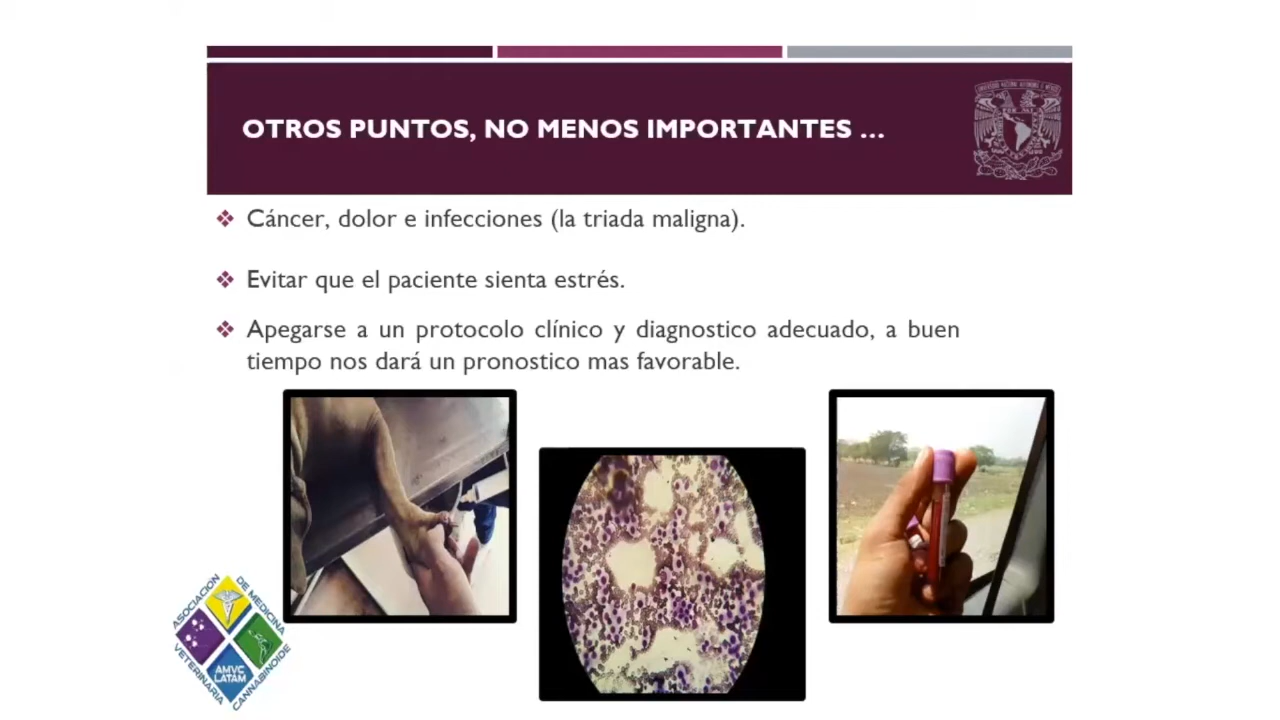 OTROS PUNTOS, NO MENOS IMPORTANTES ...
Cáncer, dolor e infecciones (la triada maligna).
Evitar que el paciente sienta estrés.
Apegarse a un protocolo clínico y diagnostico adecuado, a buen
tiempo nos dará un pronostico mas favorable.
ASOCIACION
DE MEDICINA
VETERINARIA
CANNABINOIDE
AMVC
LATAM